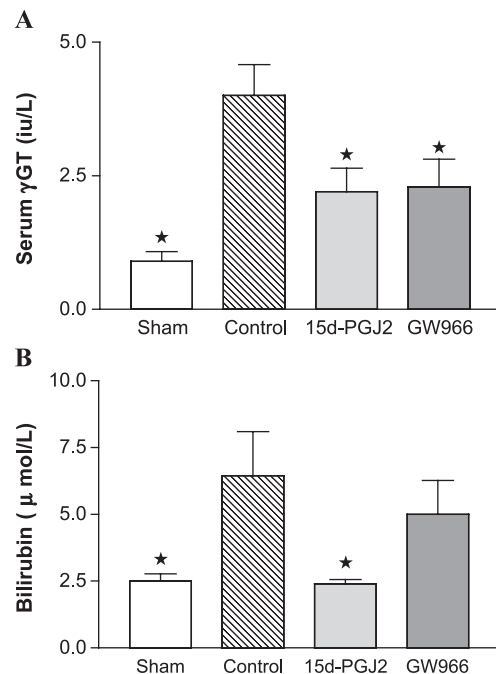 A
Serum γGT (iu/L)
5.0
2.5
0.0
Sham Control 15d-PGJ2 GW966
B
Bilirubin ( μ mol/L)
10.0
7.5
5.0
2.5
0.0
Sham Control 15d-PGJ2 GW966